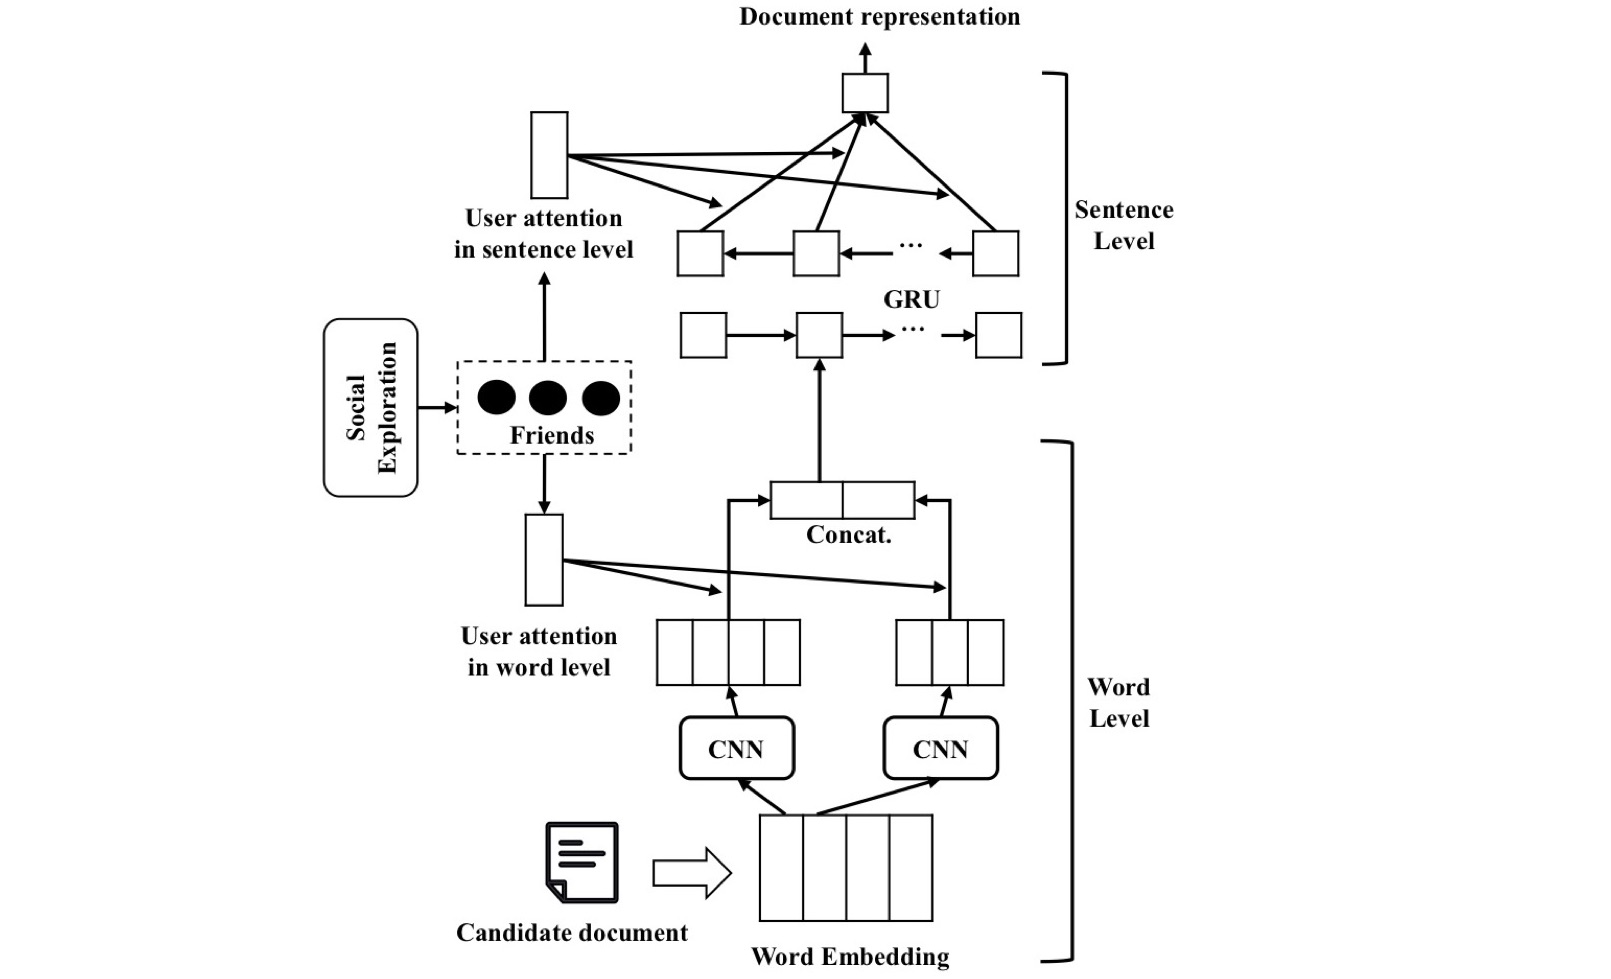 Document representation
User attention
in sentence level
Sentence
Level
...
GRU
...
Social
Exploration
Friends
Concat.
User attention
in word level
Word
Level
CNN
CNN
Candidate document
Word Embedding